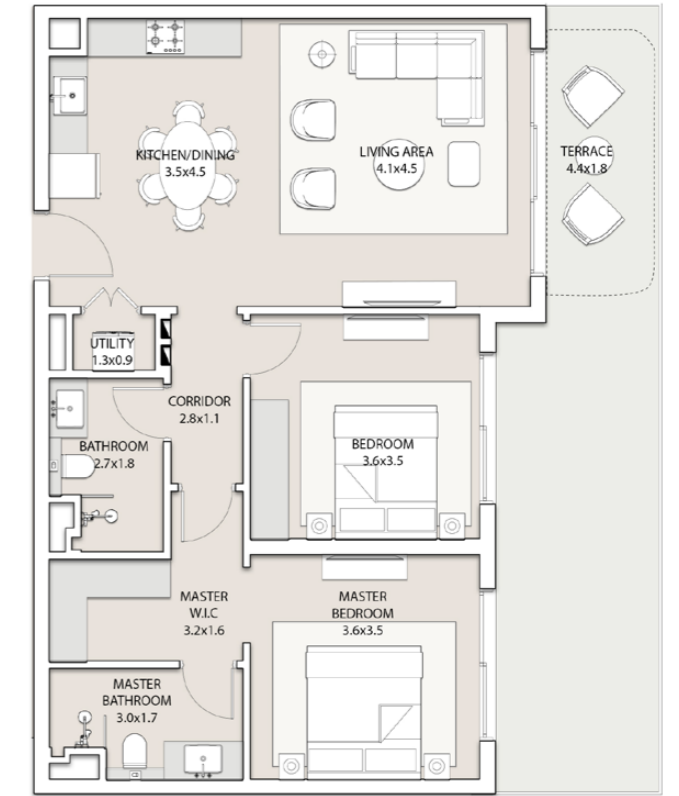 KITCHEN/DINING
3.5x4.5
LIVING AREA
4.1x4.5
TERRACE
4.4x1.8
UTILITY
1.3x0.9
CORRIDOR
2.8x1.1
BATHROOM
2.7x1.8
BEDROOM
3.6x3.5
MASTER
W.I.C
3.2x1.6
MASTER
BEDROOM
3.6x3.5
MASTER
BATHROOM
3.0x1.7